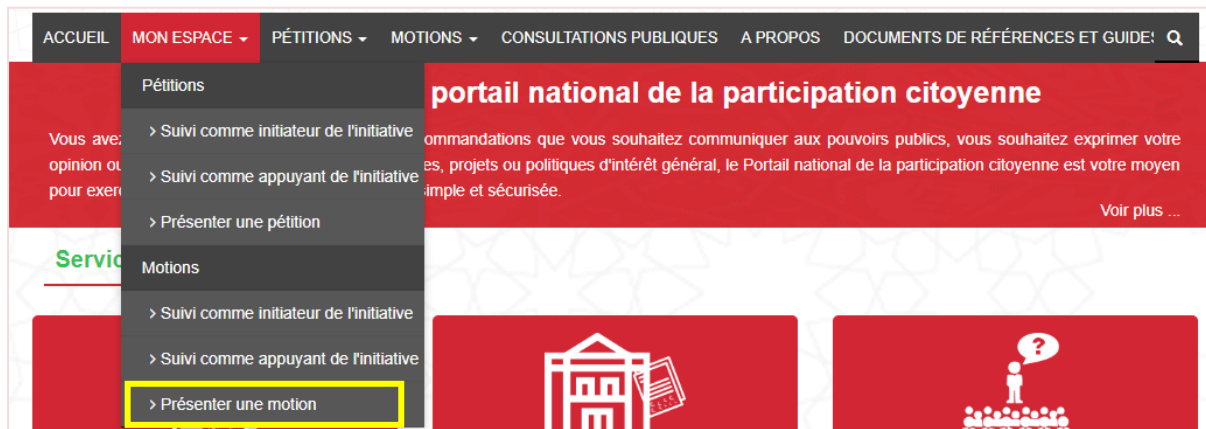 ACCUEIL MON ESPACE PÉTITIONS MOTIONS CONSULTATIONS PUBLIQUES A PROPOS DOCUMENTS DE RÉFÉRENCES ET GUIDES
Pétitions
> Suivi comme initiateur de l'initiative
> Suivi comme appuyant de l'initiative
> Présenter une pétition
Motions
> Suivi comme initiateur de l'initiative
> Suivi comme appuyant de l'initiative
> Présenter une motion
portail national de la participation citoyenne
Vous avez ommandations que vous souhaitez communiquer aux pouvoirs publics, vous souhaitez exprimer votre
opinion ou es, projets ou politiques d'intérêt général, le Portail national de la participation citoyenne est votre moyen
pour exer simple et sécurisée.
Voir plus ...
Servic
?